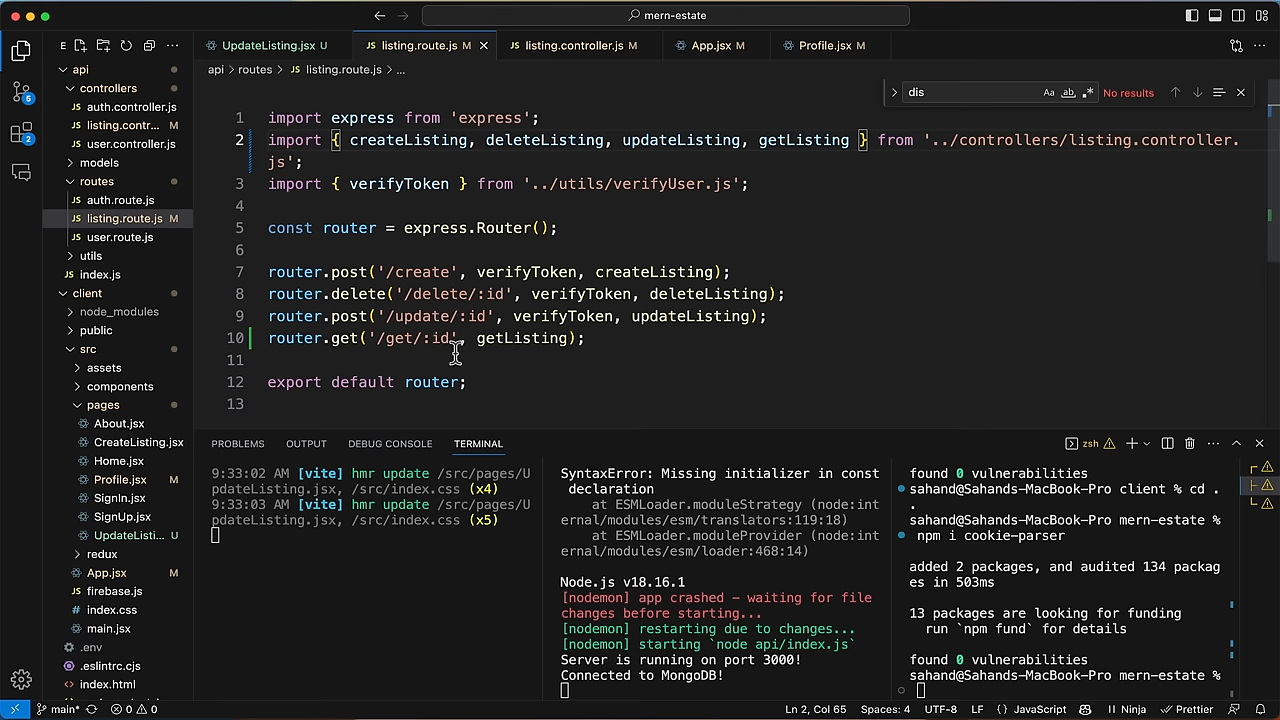 mern-estate
E
UpdateListing.jsx U
JS listing.route.js M
JS listing.controller.js M
App.jsx M
Profile.jsx M
api
controllers
JS auth.controller.js
JS listing.contr... M
JS user.controller.js
models
routes
JS auth.route.js
JS listing.route.js M
JS user.route.js
utils
JS index.js
client
node_modules
public
src
assets
components
pages
About.jsx
CreateListing.jsx
Home.jsx
Profile.jsx M
SignIn.jsx
SignUp.jsx
UpdateListi... U
redux
App.jsx M
JS firebase.js
# index.css
main.jsx
.env
.eslintrc.cjs
<> index.html
5
2
api > routes > JS listing.route.js > ...
dis
Aa ab .* No results
1 import express from 'express';
2 import { createListing, deleteListing, updateListing, getListing } from '../controllers/listing.controller.
js';
3 import { verifyToken } from '../utils/verifyUser.js';
4
5 const router = express.Router();
6
7 router.post('/create', verifyToken, createListing);
8 router.delete('/delete/:id', verifyToken, deleteListing);
9 router.post('/update/:id', verifyToken, updateListing);
10 router.get('/get/:id', getListing);
11
12 export default router;
13
PROBLEMS OUTPUT DEBUG CONSOLE TERMINAL
zsh
9:33:02 AM [vite] hmr update /src/pages/U
pdateListing.jsx, /src/index.css (x4)
9:33:03 AM [vite] hmr update /src/pages/U
pdateListing.jsx, /src/index.css (x5)
SyntaxError: Missing initializer in const
declaration
at ESMLoader.moduleStrategy (node:int
ernal/modules/esm/translators:119:18)
at ESMLoader.moduleProvider (node:int
ernal/modules/esm/loader:468:14)
Node.js v18.16.1
[nodemon] app crashed - waiting for file
changes before starting...
[nodemon] restarting due to changes...
[nodemon] starting `node api/index.js`
Server is running on port 3000!
Connected to MongoDB!
found 0 vulnerabilities
sahand@Sahands-MacBook-Pro client % cd .
.
sahand@Sahands-MacBook-Pro mern-estate %
npm i cookie-parser
added 2 packages, and audited 134 packag
es in 503ms
13 packages are looking for funding
run `npm fund` for details
found 0 vulnerabilities
sahand@Sahands-MacBook-Pro mern-estate %
main* 0 0
Ln 2, Col 65 Spaces: 4 UTF-8 LF {} JavaScript Ninja Prettier